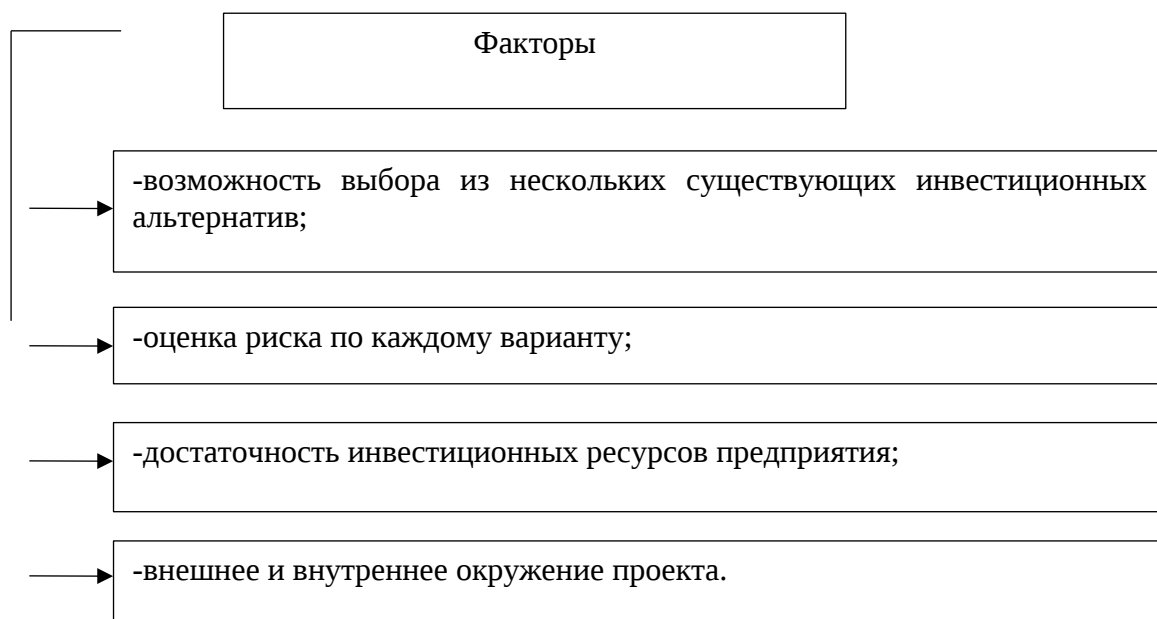 Факторы
-возможность выбора из нескольких существующих инвестиционных
альтернатив;
-оценка риска по каждому варианту;
-достаточность инвестиционных ресурсов предприятия;
-внешнее и внутреннее окружение проекта.